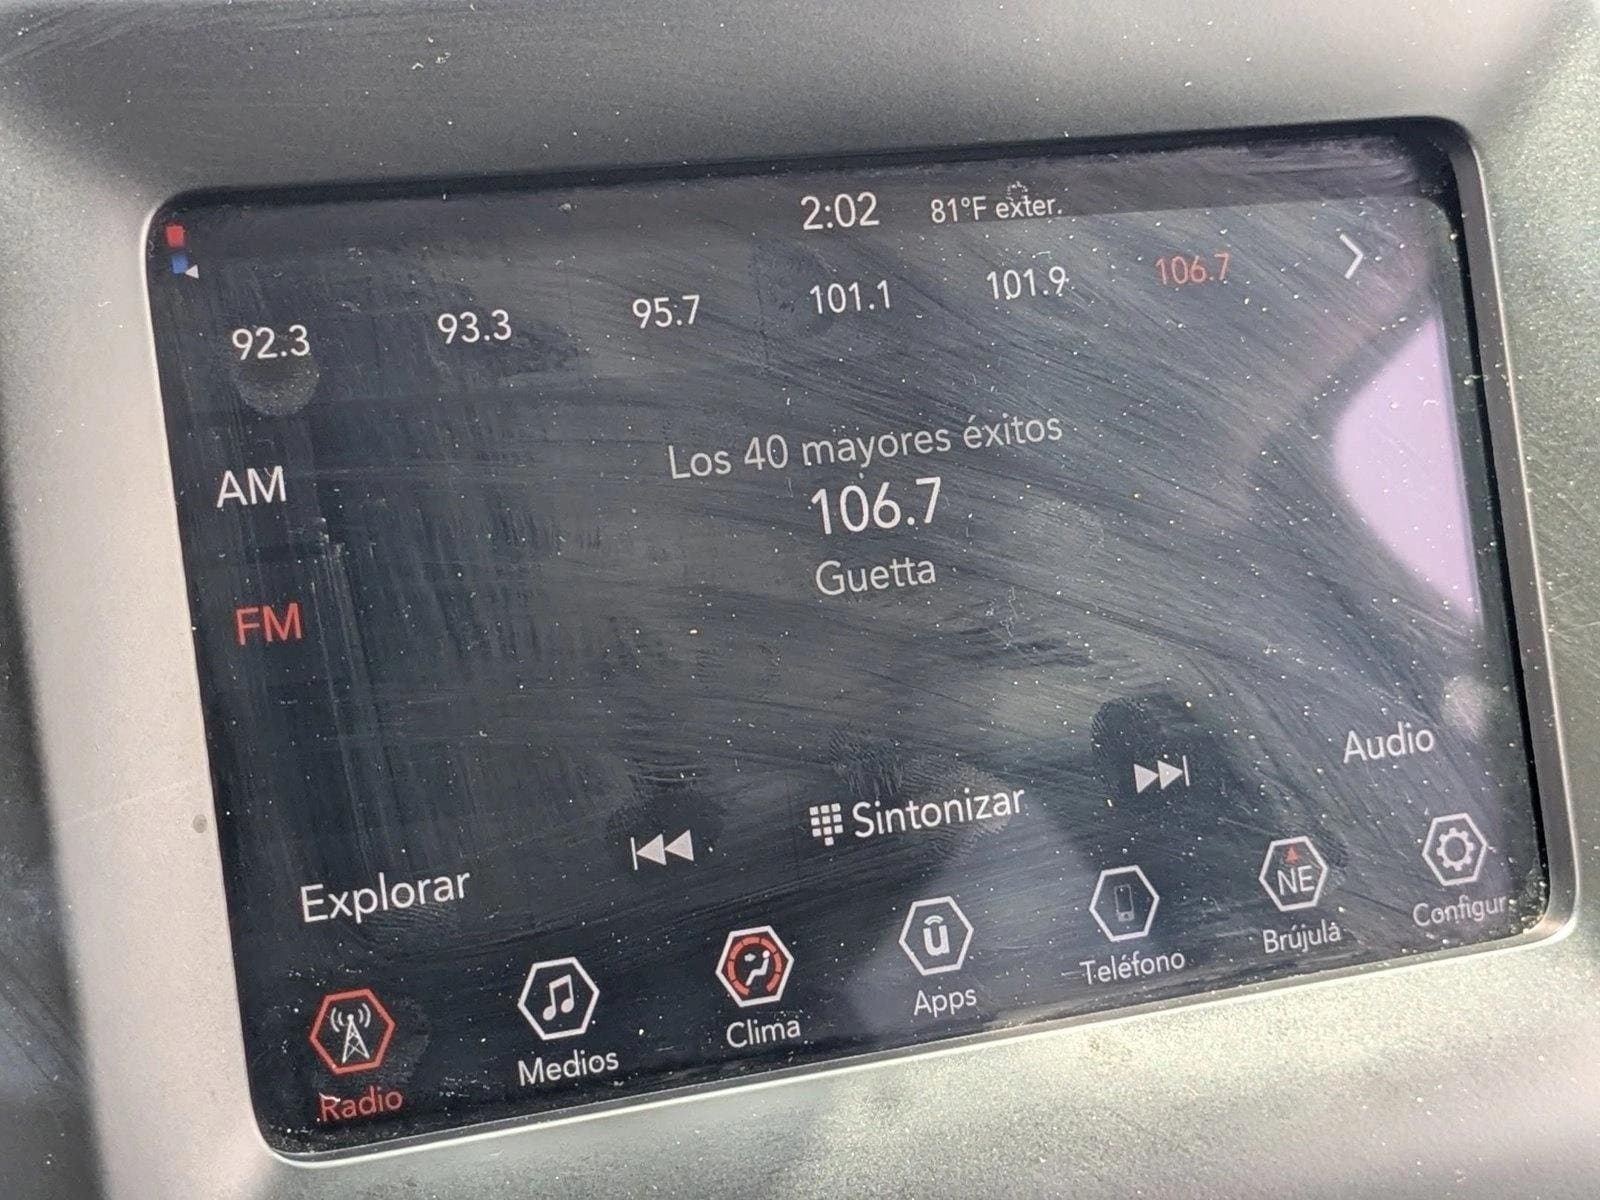 2:02 81°F exter.
92.3 93.3 95.7 101.1 101.9 106.7
Los 40 mayores éxitos
106.7
Guetta
AM
FM
Audio
Sintonizar
Explorar
NE
Radio Medios Clima Apps Teléfono Brújula Configur